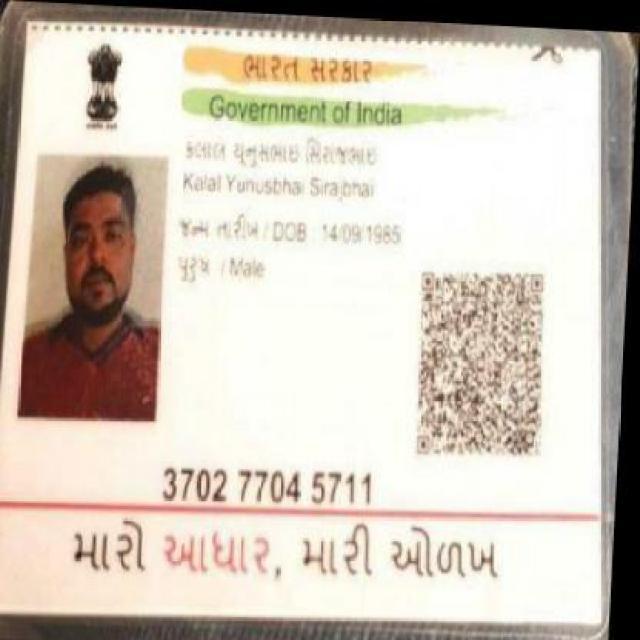 ભારત સરકાર
Government of India
કલાલ યુનુસભાઇ સિરાજભાઇ
Kalal Yunusbhai Sirajbhai
જન્મ તારીખ / DOB : 14/09/1985
પુરુષ / Male
3702 7704 5711
મારો આધાર, મારી ઓળખ